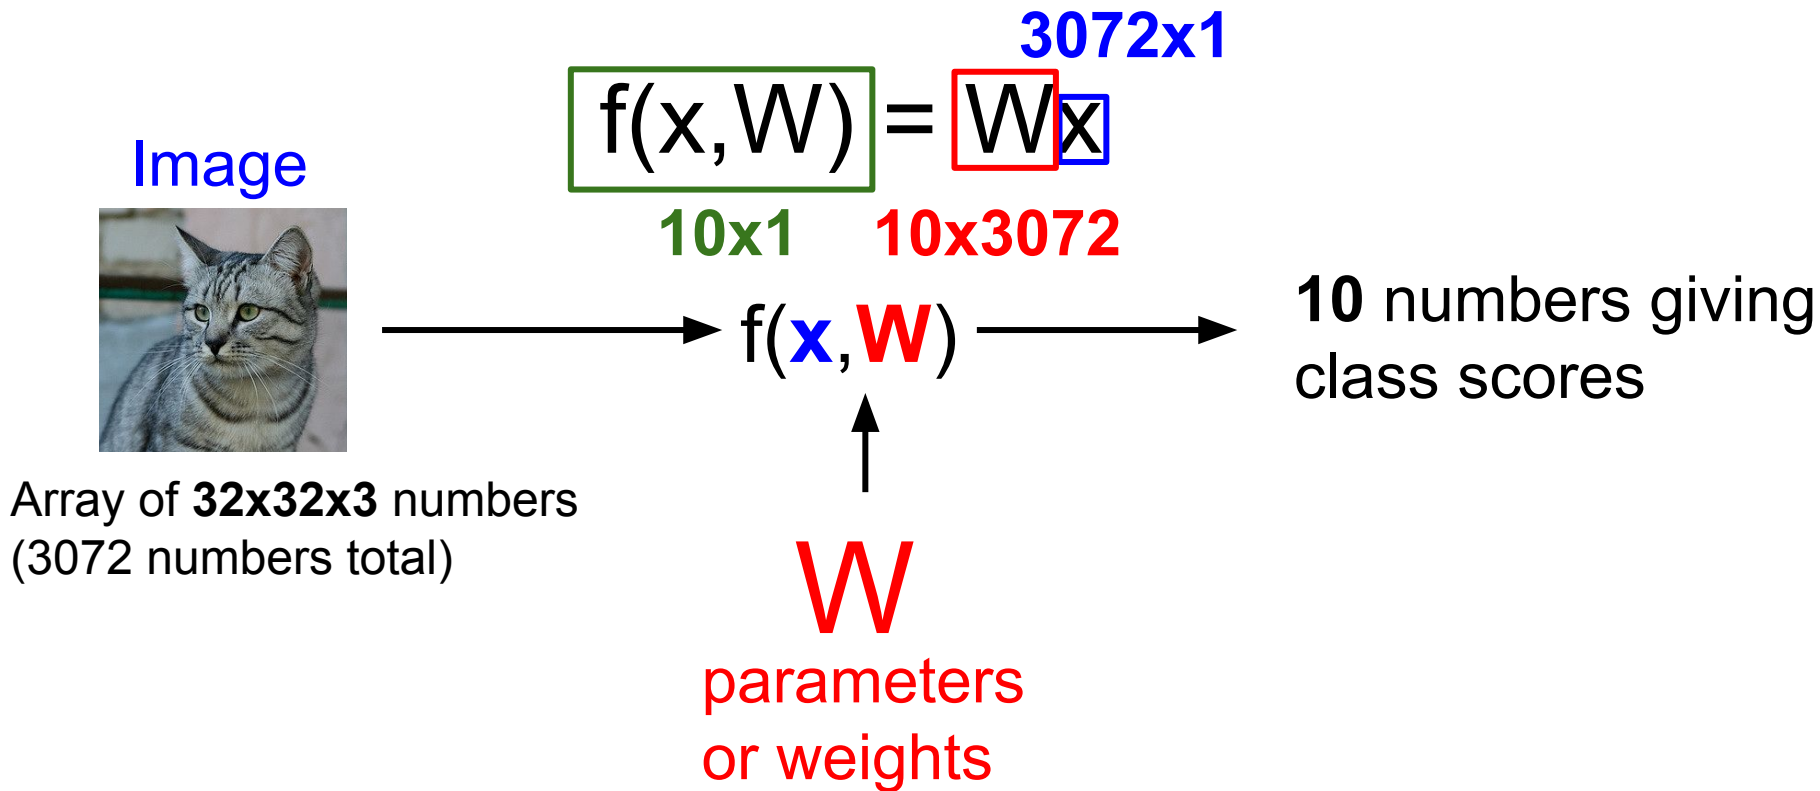 3072x1
f(x,W) = Wx
10x1 10x3072
Image
f(x,W)
10 numbers giving
class scores
Array of 32x32x3 numbers
(3072 numbers total)
W
parameters
or weights